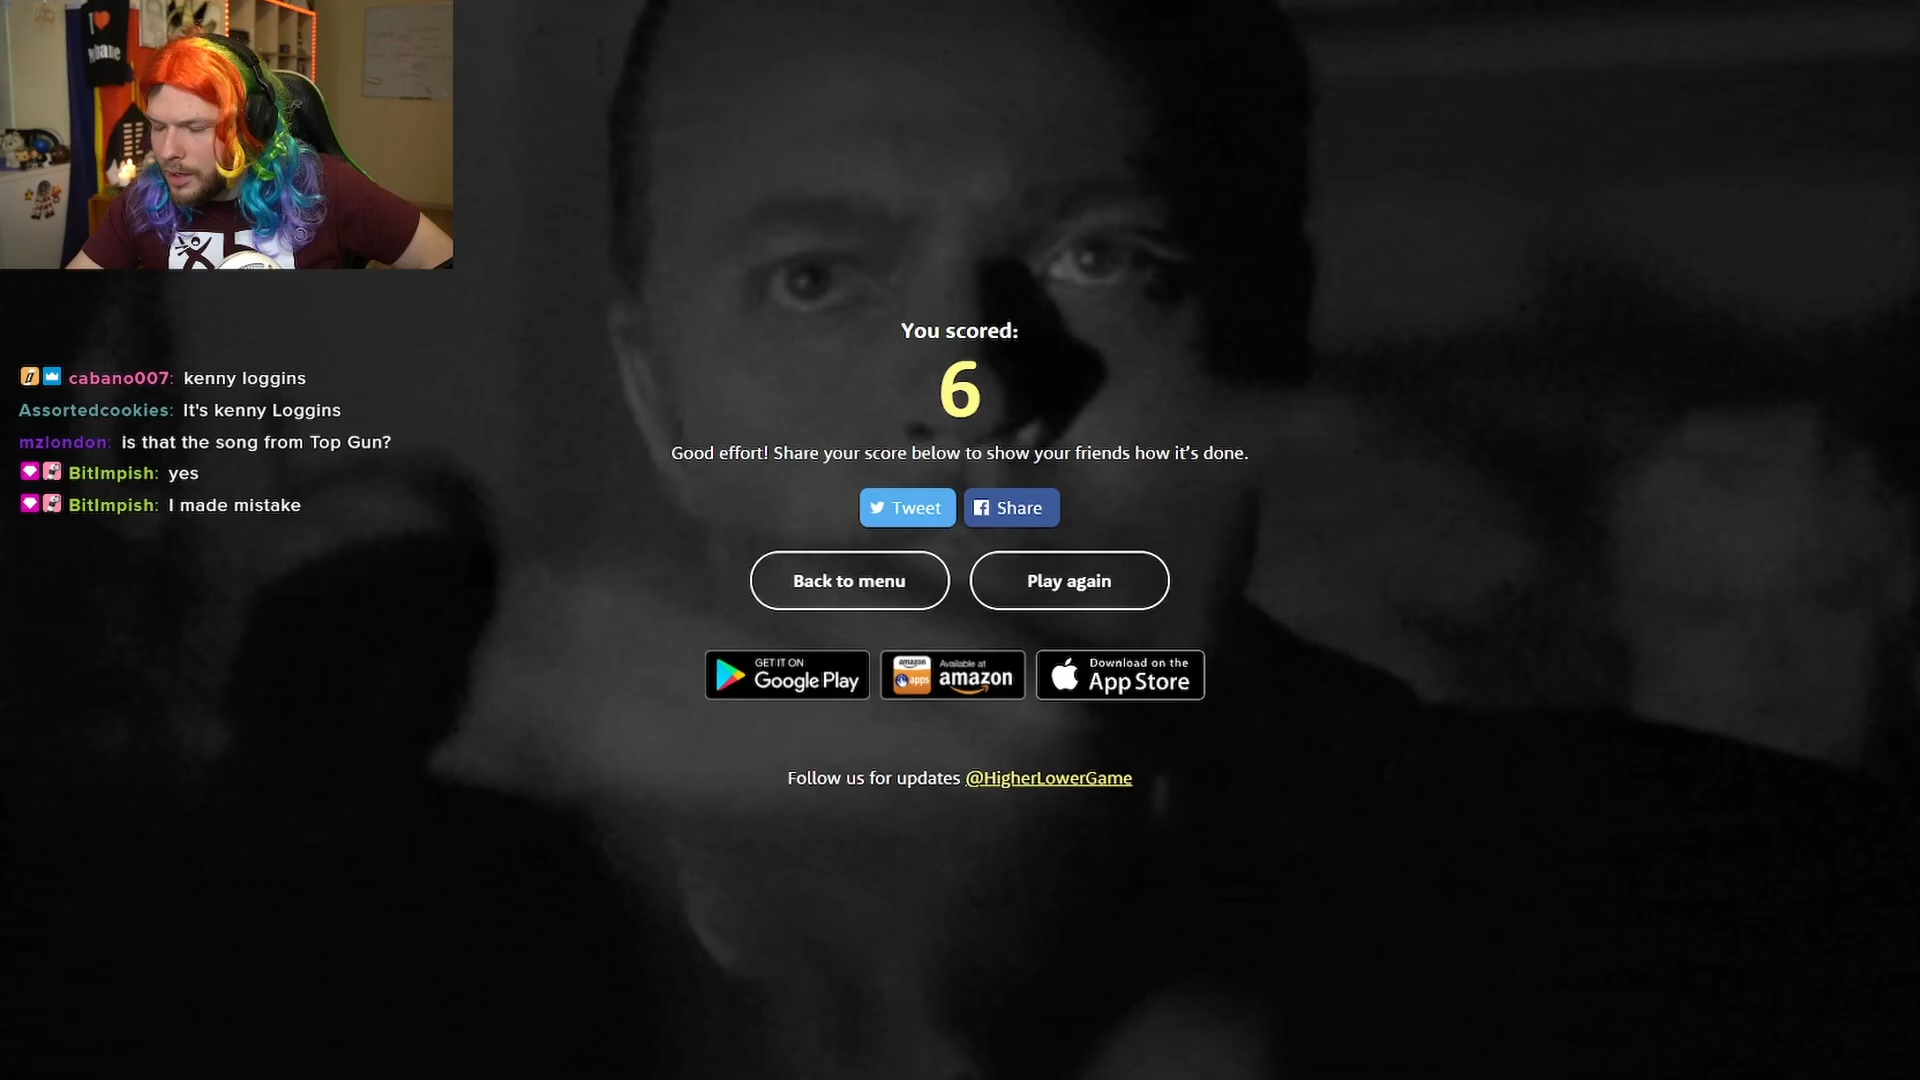 I ❤
You scored:
6
cabano007: kenny loggins
Assortedcookies: It's kenny Loggins
mzlondon: is that the song from Top Gun?
BitImpish: yes
BitImpish: I made mistake
Good effort! Share your score below to show your friends how it’s done.
Tweet
Share
Back to menu
Play again
GET IT ON
Google Play
amazon
apps
Available at
amazon
Download on the
App Store
Follow us for updates @HigherLowerGame